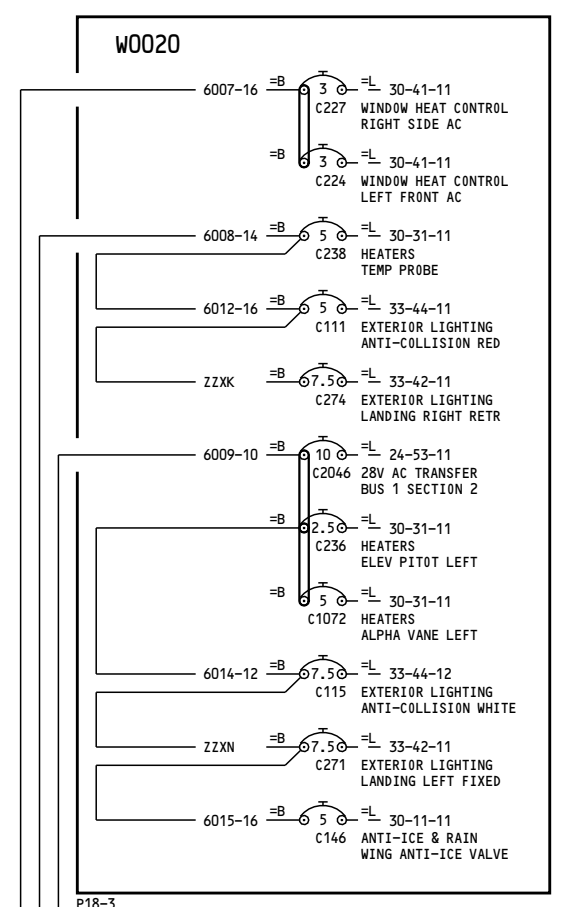 W0020
6007-16 =B 3 =L 30-41-11
C227 WINDOW HEAT CONTROL
RIGHT SIDE AC
=B 3 =L 30-41-11
C224 WINDOW HEAT CONTROL
LEFT FRONT AC
6008-14 =B 5 =L 30-31-11
C238 HEATERS
TEMP PROBE
6012-16 =B 5 =L 33-44-11
C111 EXTERIOR LIGHTING
ANTI-COLLISION RED
ZZXK =B 7.5 =L 33-42-11
C274 EXTERIOR LIGHTING
LANDING RIGHT RETR
6009-10 =B 10 =L 24-53-11
C2046 28V AC TRANSFER
BUS 1 SECTION 2
=B 2.5 =L 30-31-11
C236 HEATERS
ELEV PITOT LEFT
=B 5 =L 30-31-11
C1072 HEATERS
ALPHA VANE LEFT
6014-12 =B 7.5 =L 33-44-12
C115 EXTERIOR LIGHTING
ANTI-COLLISION WHITE
ZZXN =B 7.5 =L 33-42-11
C271 EXTERIOR LIGHTING
LANDING LEFT FIXED
6015-16 =B 5 =L 30-11-11
C146 ANTI-ICE & RAIN
WING ANTI-ICE VALVE
P18-3